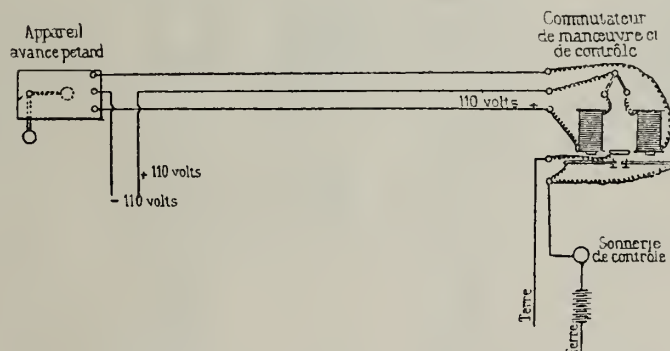 Appareil
avance pétard
Commutateur
de manœuvre et
de contrôle
110 volts +
+ 110 volts
- 110 volts
Sonnerie
de contrôle
Terre
Terre